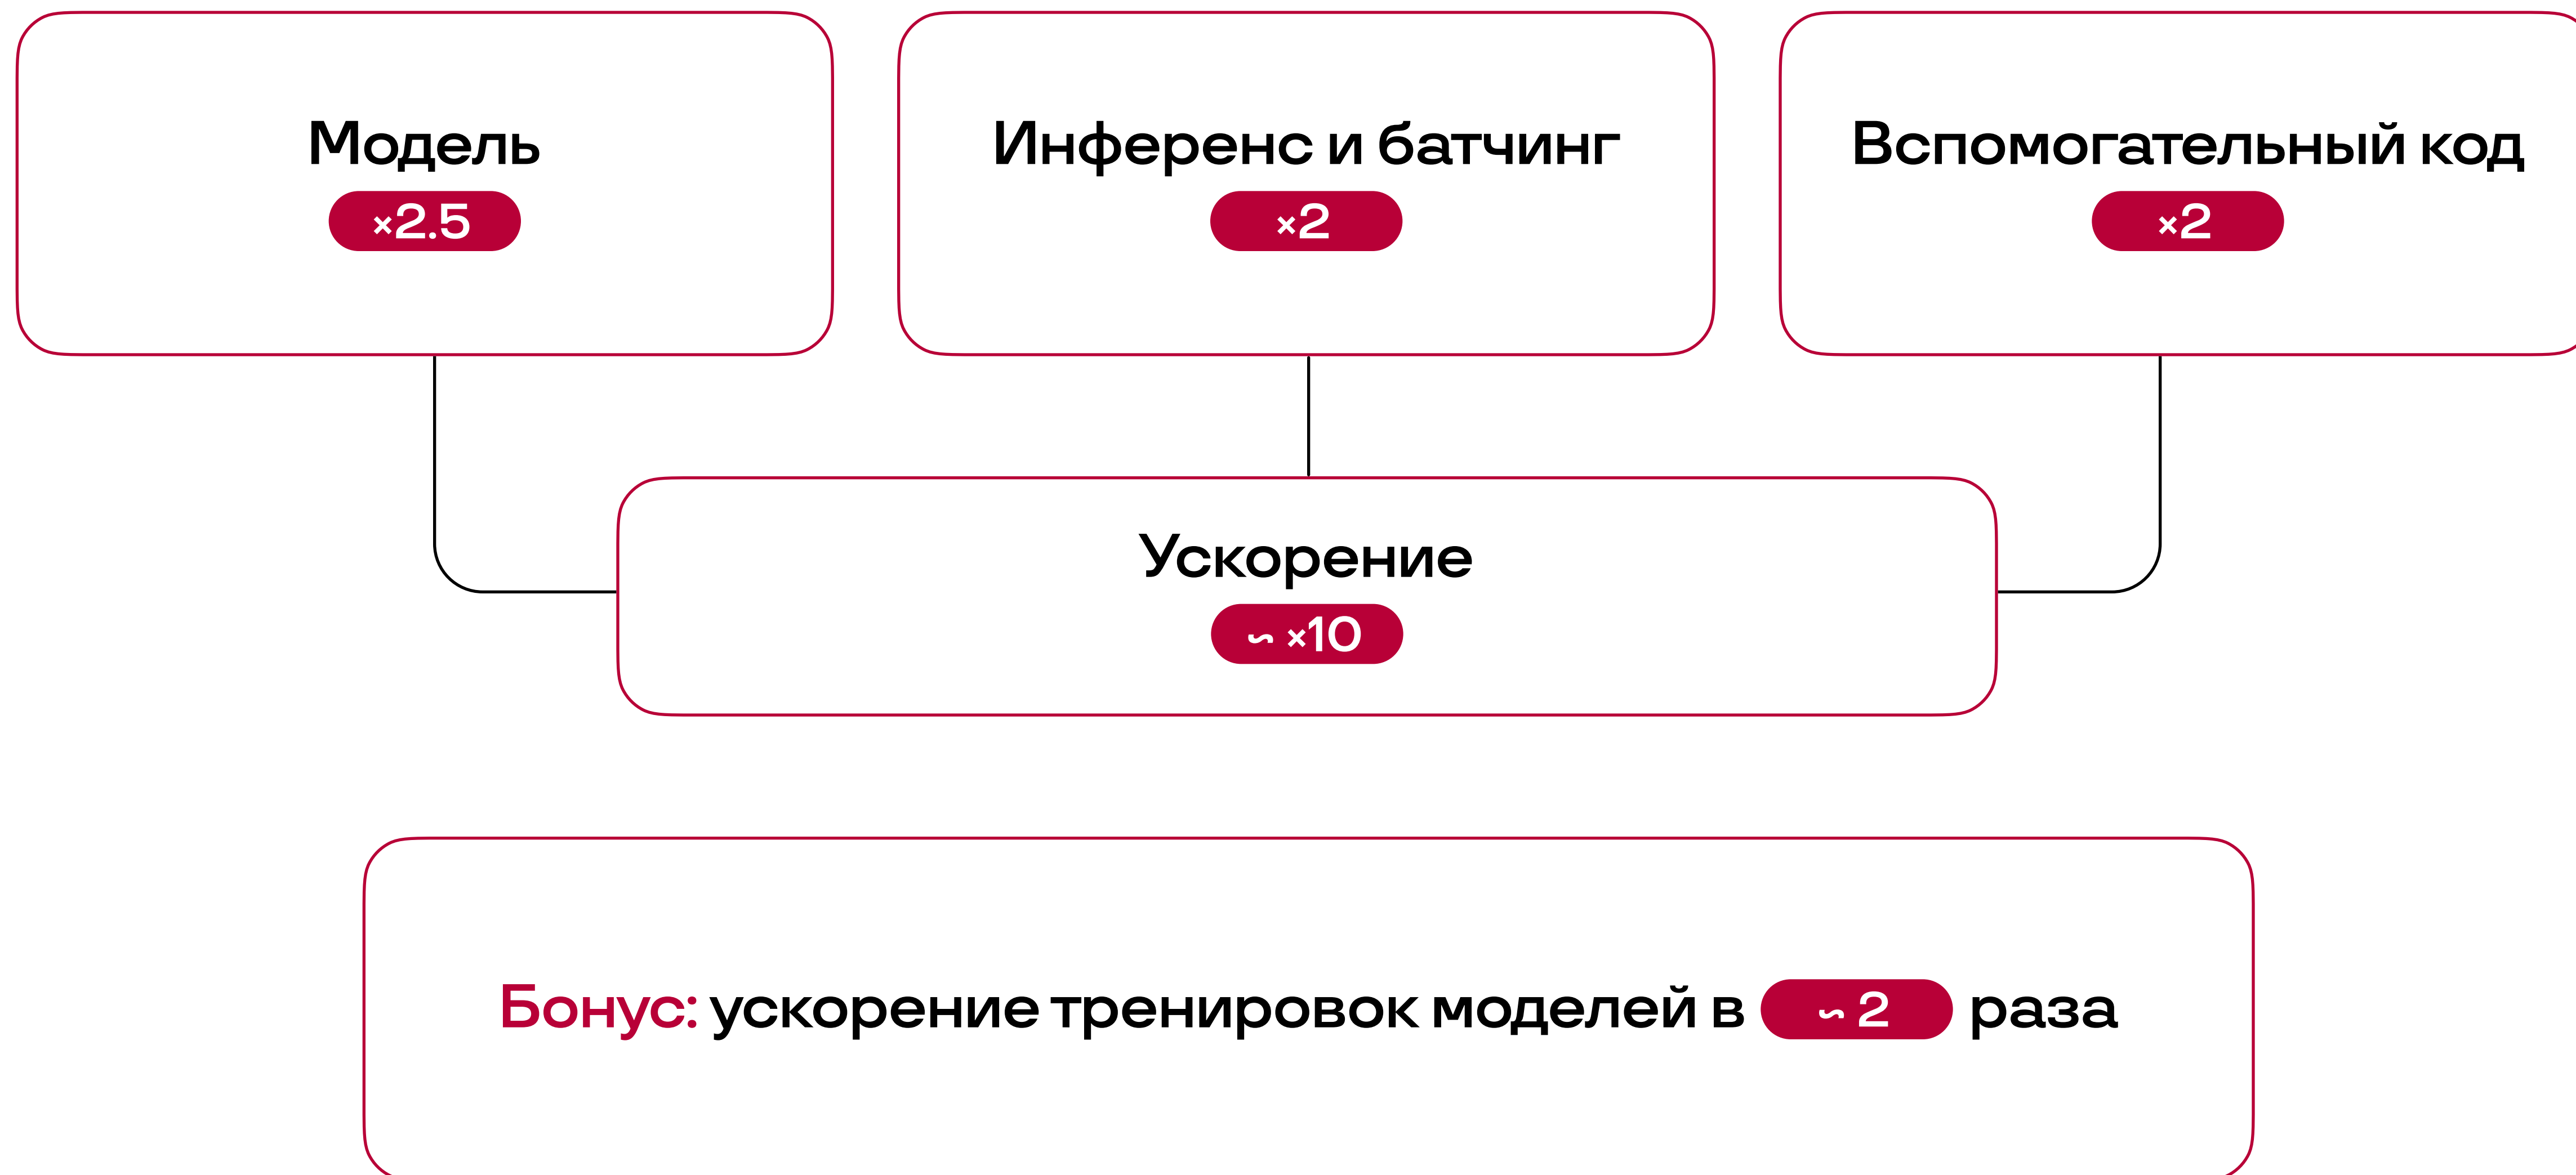 Модель
×2.5
Инференс и батчинг
×2
Вспомогательный код
×2
Ускорение
~ ×10
Бонус: ускорение тренировок моделей в ~ 2 раза